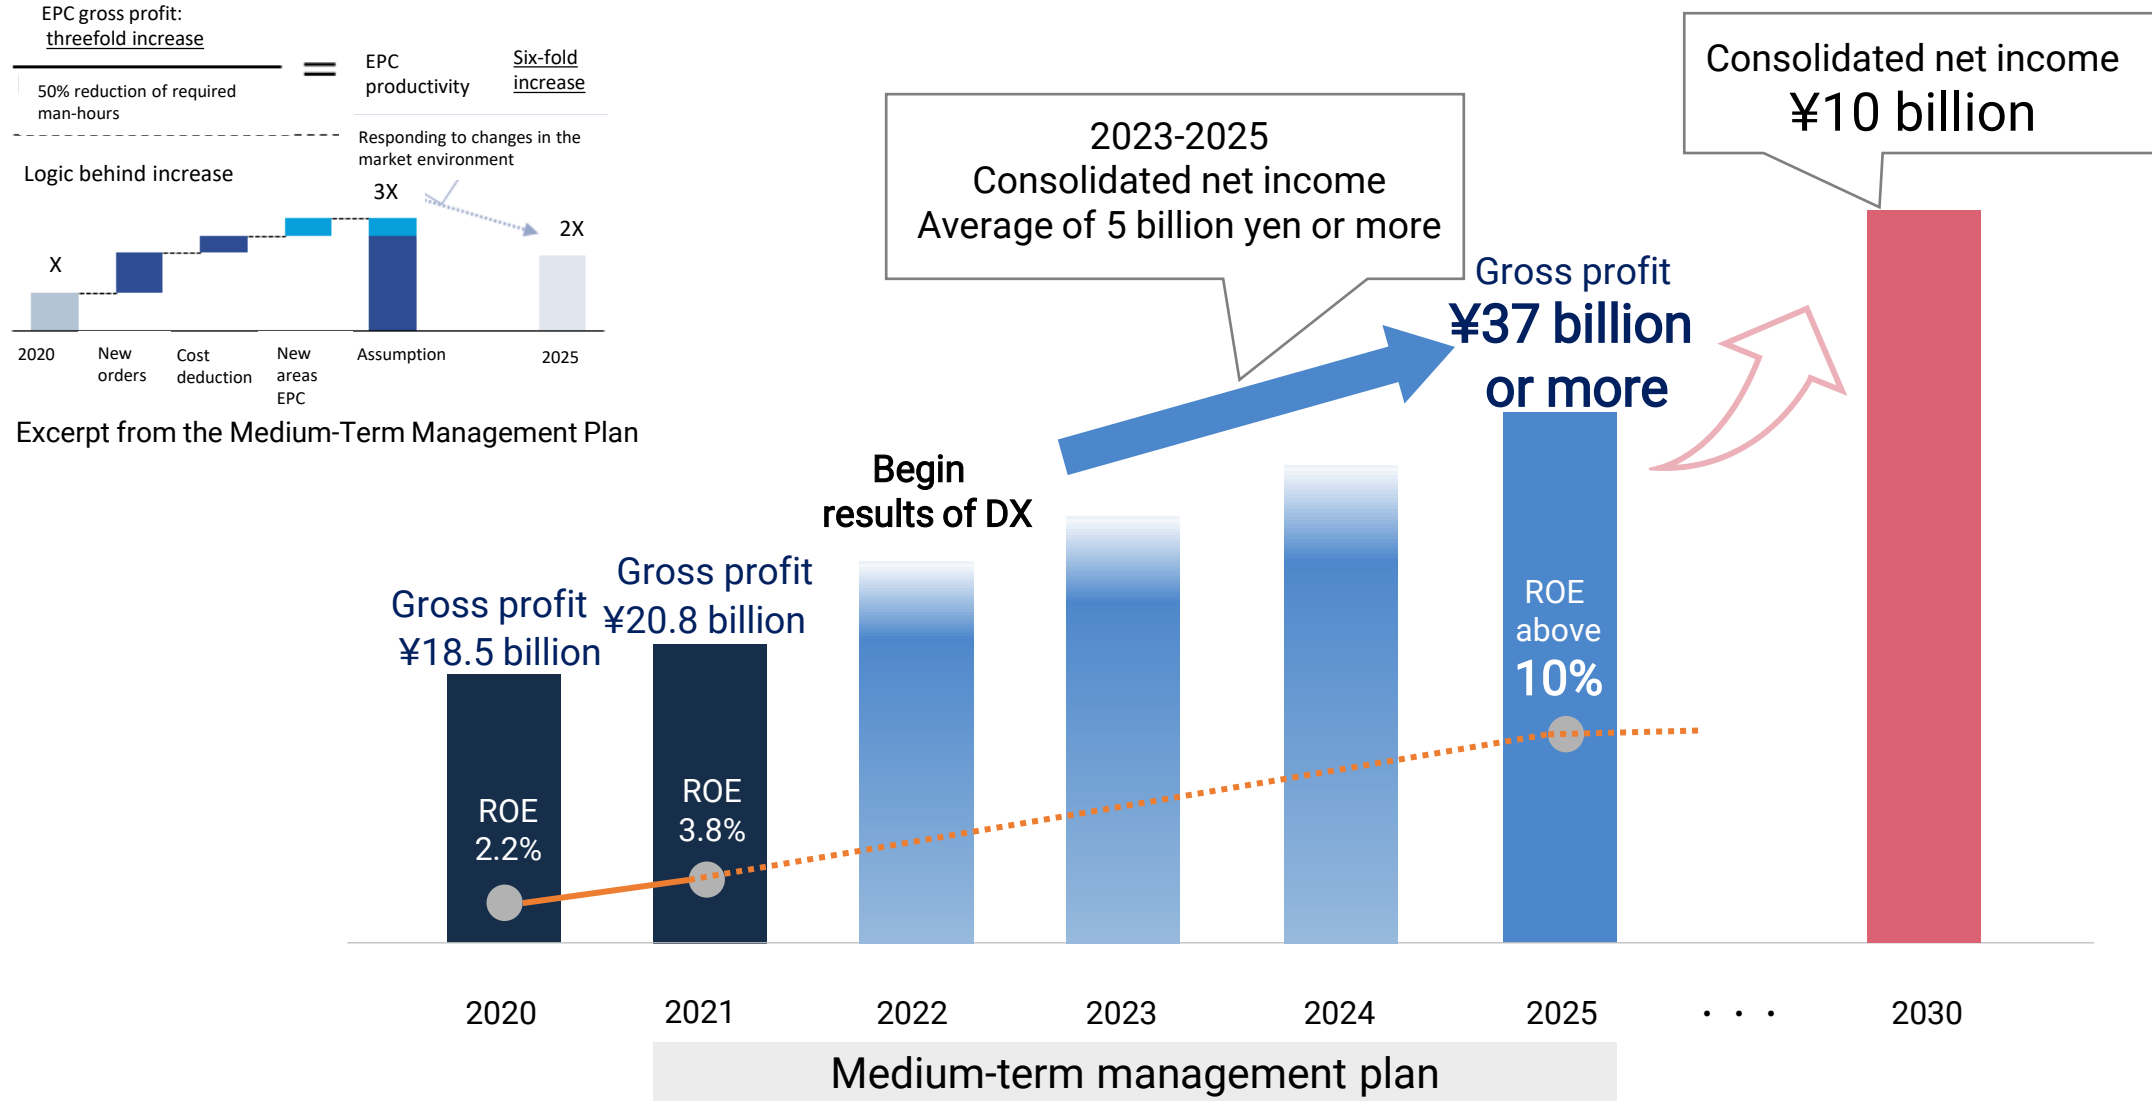 EPC gross profit:
threefold increase
50% reduction of required
man-hours
=
EPC
productivity
Six-fold
increase
Responding to changes in the
market environment
Logic behind increase
X
3X
2X
2020
New
orders
Cost
deduction
New
areas
EPC
Assumption
2025
Excerpt from the Medium-Term Management Plan
2023-2025
Consolidated net income
Average of 5 billion yen or more
Consolidated net income
¥10 billion
Gross profit
¥37 billion
or more
Begin
results of DX
Gross profit
¥20.8 billion
Gross profit
¥18.5 billion
ROE
2.2%
ROE
3.8%
ROE
above
10%
2020
2021
2022
2023
2024
2025
・・・
2030
Medium-term management plan